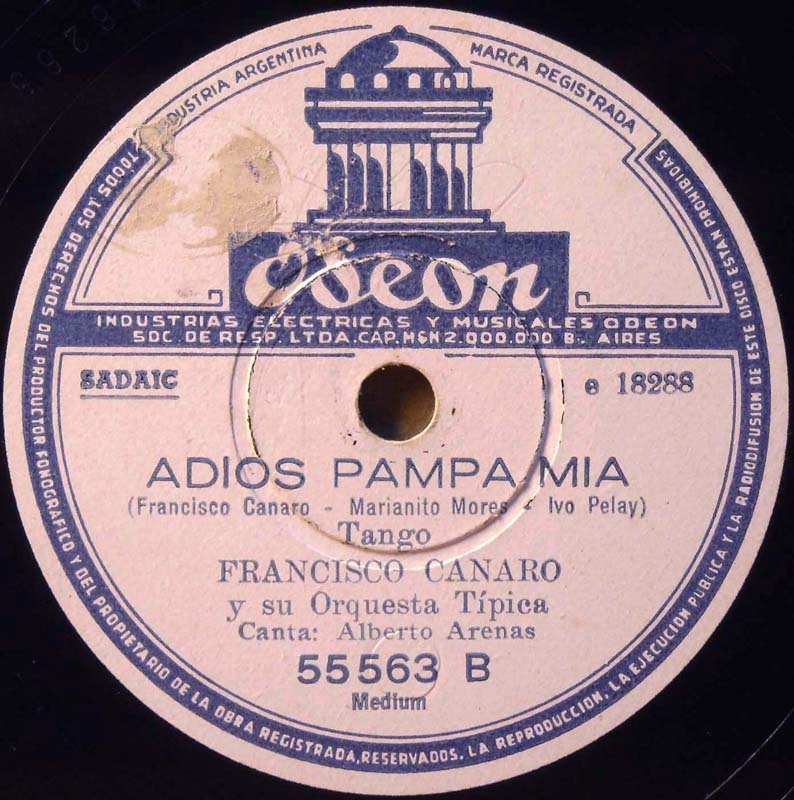 INDUSTRIA ARGENTINA
MARCA REGISTRADA
Odeon
INDUSTRIAS ELECTRICAS Y MUSICALES ODEON
SOC. DE RESP. LTDA. CAP. M$N 2.000.000 Bs. AIRES
SADAIC
e 18288
ADIOS PAMPA MIA
(Francisco Canaro - Marianito Mores - Ivo Pelay)
Tango
FRANCISCO CANARO
y su Orquesta Típica
Canta: Alberto Arenas
55563 B
Medium
TODOS LOS DERECHOS DEL PRODUCTOR FONOGRAFICO Y DEL PROPIETARIO DE LA OBRA REGISTRADA, RESERVADOS. LA REPRODUCCION, LA EJECUCION PUBLICA Y LA RADIODIFUSION DE ESTE DISCO ESTAN PROHIBIDAS